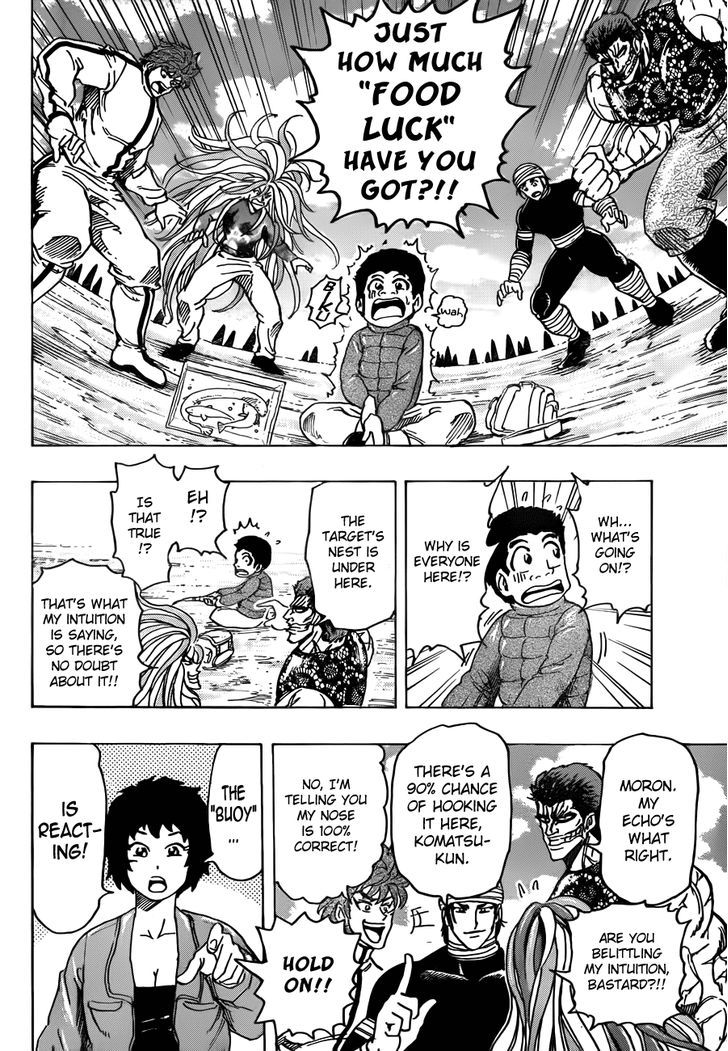 JUST
HOW MUCH
"FOOD
LUCK"
HAVE YOU
GOT?!!
WAH
WH...
WHAT'S
GOING
ON!?
WHY IS
EVERYONE
HERE!?
THE
TARGET'S
NEST IS
UNDER
HERE.
EH
!?
IS
THAT
TRUE
!?
THAT'S WHAT
MY INTUITION
IS SAYING,
SO THERE'S
NO DOUBT
ABOUT IT!!
MORON.
MY
ECHO'S
WHAT
RIGHT.
ARE YOU
BELITTLING
MY INTUITION,
BASTARD?!!
THERE'S A
90% CHANCE
OF HOOKING
IT HERE,
KOMATSU-
KUN.
NO, I'M
TELLING YOU
MY NOSE
IS 100%
CORRECT!
HOLD
ON!!
THE
"BUOY"
...
IS
REACT-
ING!